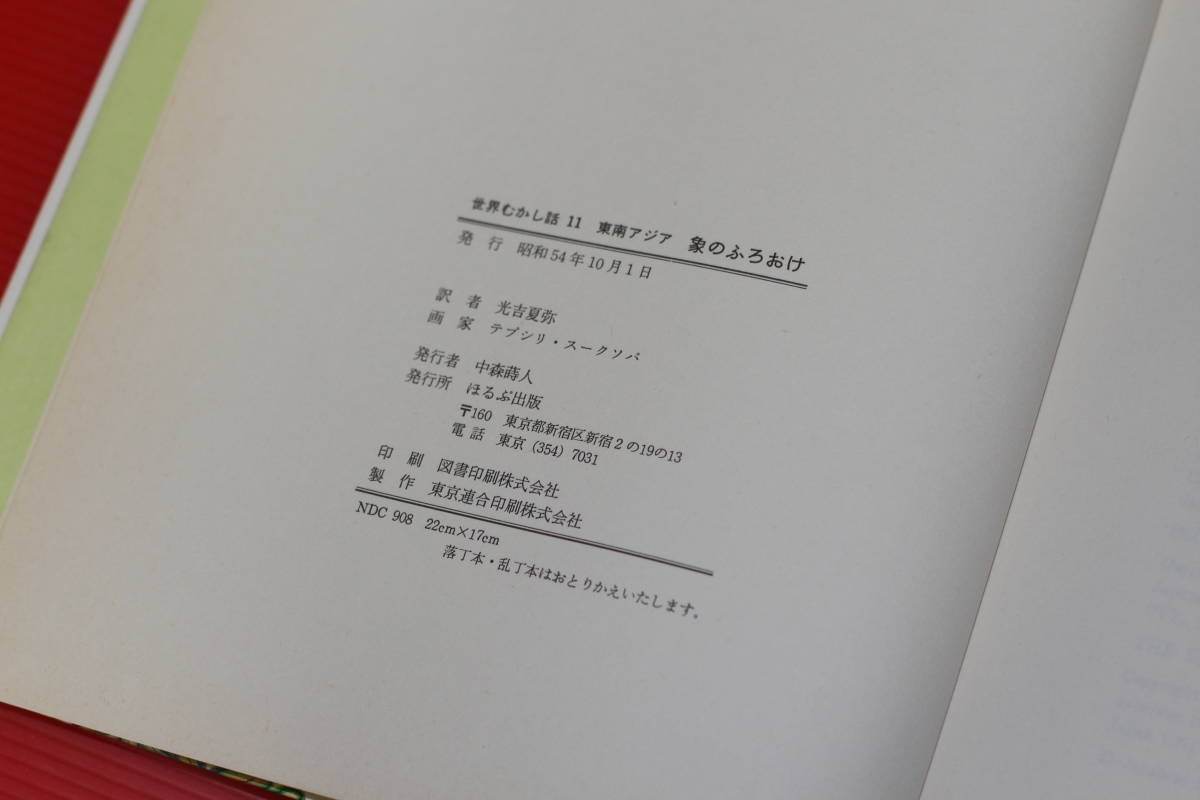 世界むかし話 11 東南アジア 象のふろおけ
発行 昭和54年10月1日
訳者 光吉夏弥
画家 テプシリ・スークソパ
発行者 中森蒔人
発行所 ほるぷ出版
〒160 東京都新宿区新宿2の19の13
電話 東京(354)7031
印刷 図書印刷株式会社
製作 東京連合印刷株式会社
NDC 908 22cm×17cm
落丁本・乱丁本はおとりかえいたします。